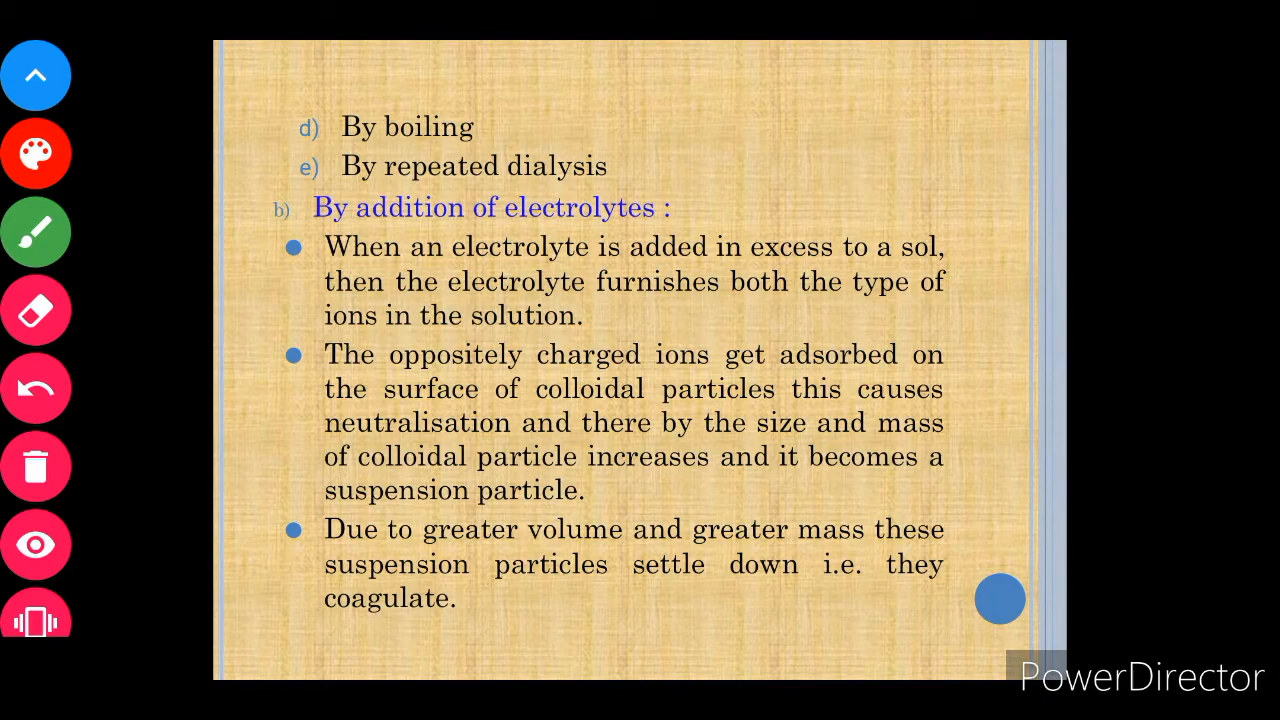 d) By boiling
e) By repeated dialysis
b) By addition of electrolytes :
When an electrolyte is added in excess to a sol,
then the electrolyte furnishes both the type of
ions in the solution.
The oppositely charged ions get adsorbed on
the surface of colloidal particles this causes
neutralisation and there by the size and mass
of colloidal particle increases and it becomes a
suspension particle.
Due to greater volume and greater mass these
suspension particles settle down i.e. they
coagulate.
PowerDirector